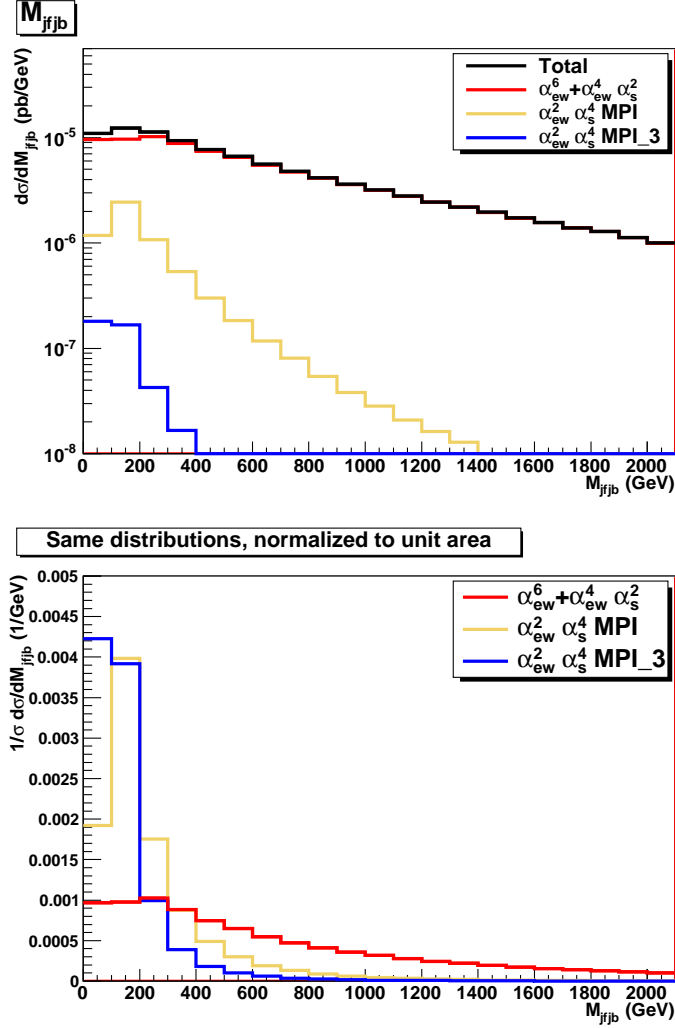 M_jfjb
dσ/dM_jfjb (pb/GeV)
Total
α_ew^6+α_ew^4 α_s^2
α_ew^2 α_s^4 MPI
α_ew^2 α_s^4 MPI_3
10^-5
10^-6
10^-7
10^-8
0 200 400 600 800 1000 1200 1400 1600 1800 2000
M_jfjb (GeV)
Same distributions, normalized to unit area
1/σ dσ/dM_jfjb (1/GeV)
α_ew^6+α_ew^4 α_s^2
α_ew^2 α_s^4 MPI
α_ew^2 α_s^4 MPI_3
0.005
0.0045
0.004
0.0035
0.003
0.0025
0.002
0.0015
0.001
0.0005
0
0 200 400 600 800 1000 1200 1400 1600 1800 2000
M_jfjb (GeV)